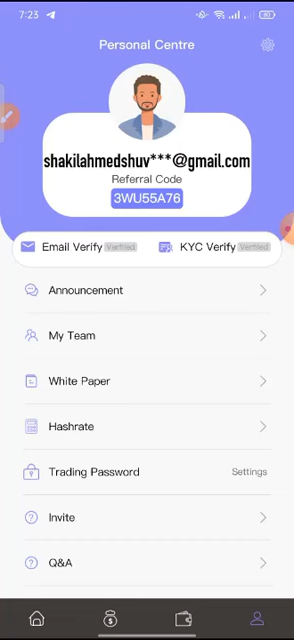 7:23
Personal Centre
shakilahmedshuv***@gmail.com
Referral Code
3WU55A76
Email Verify Verified KYC Verify Verified
Announcement
My Team
White Paper
Hashrate
Trading Password Settings
Invite
Q&A